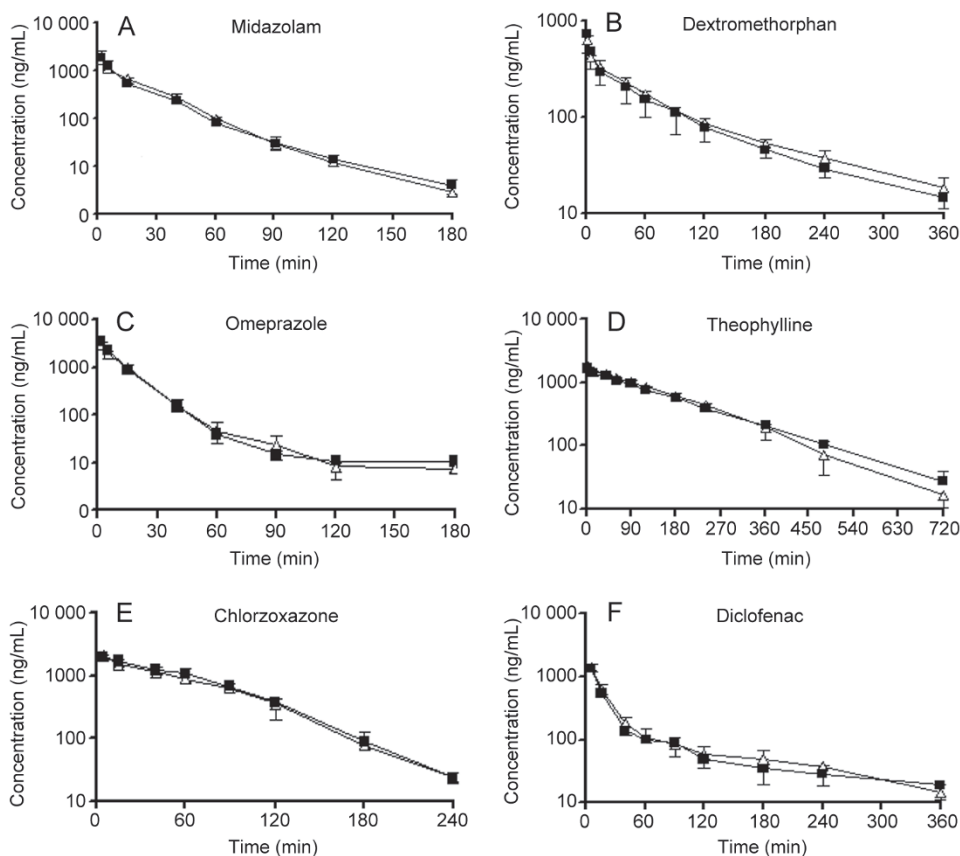 A
Midazolam
Concentration (ng/mL)
10 000
1000
100
10
0
0 30 60 90 120 150 180
Time (min)
B
Dextromethorphan
Concentration (ng/mL)
1000
100
10
0 60 120 180 240 300 360
Time (min)
C
Omeprazole
Concentration (ng/mL)
10 000
1000
100
10
0
0 30 60 90 120 150 180
Time (min)
D
Theophylline
Concentration (ng/mL)
10 000
1000
100
10
0 90 180 270 360 450 540 630 720
Time (min)
E
Chlorzoxazone
Concentration (ng/mL)
10 000
1000
100
10
0 60 120 180 240
Time (min)
F
Diclofenac
Concentration (ng/mL)
10 000
1000
100
10
0 60 120 180 240 300 360
Time (min)